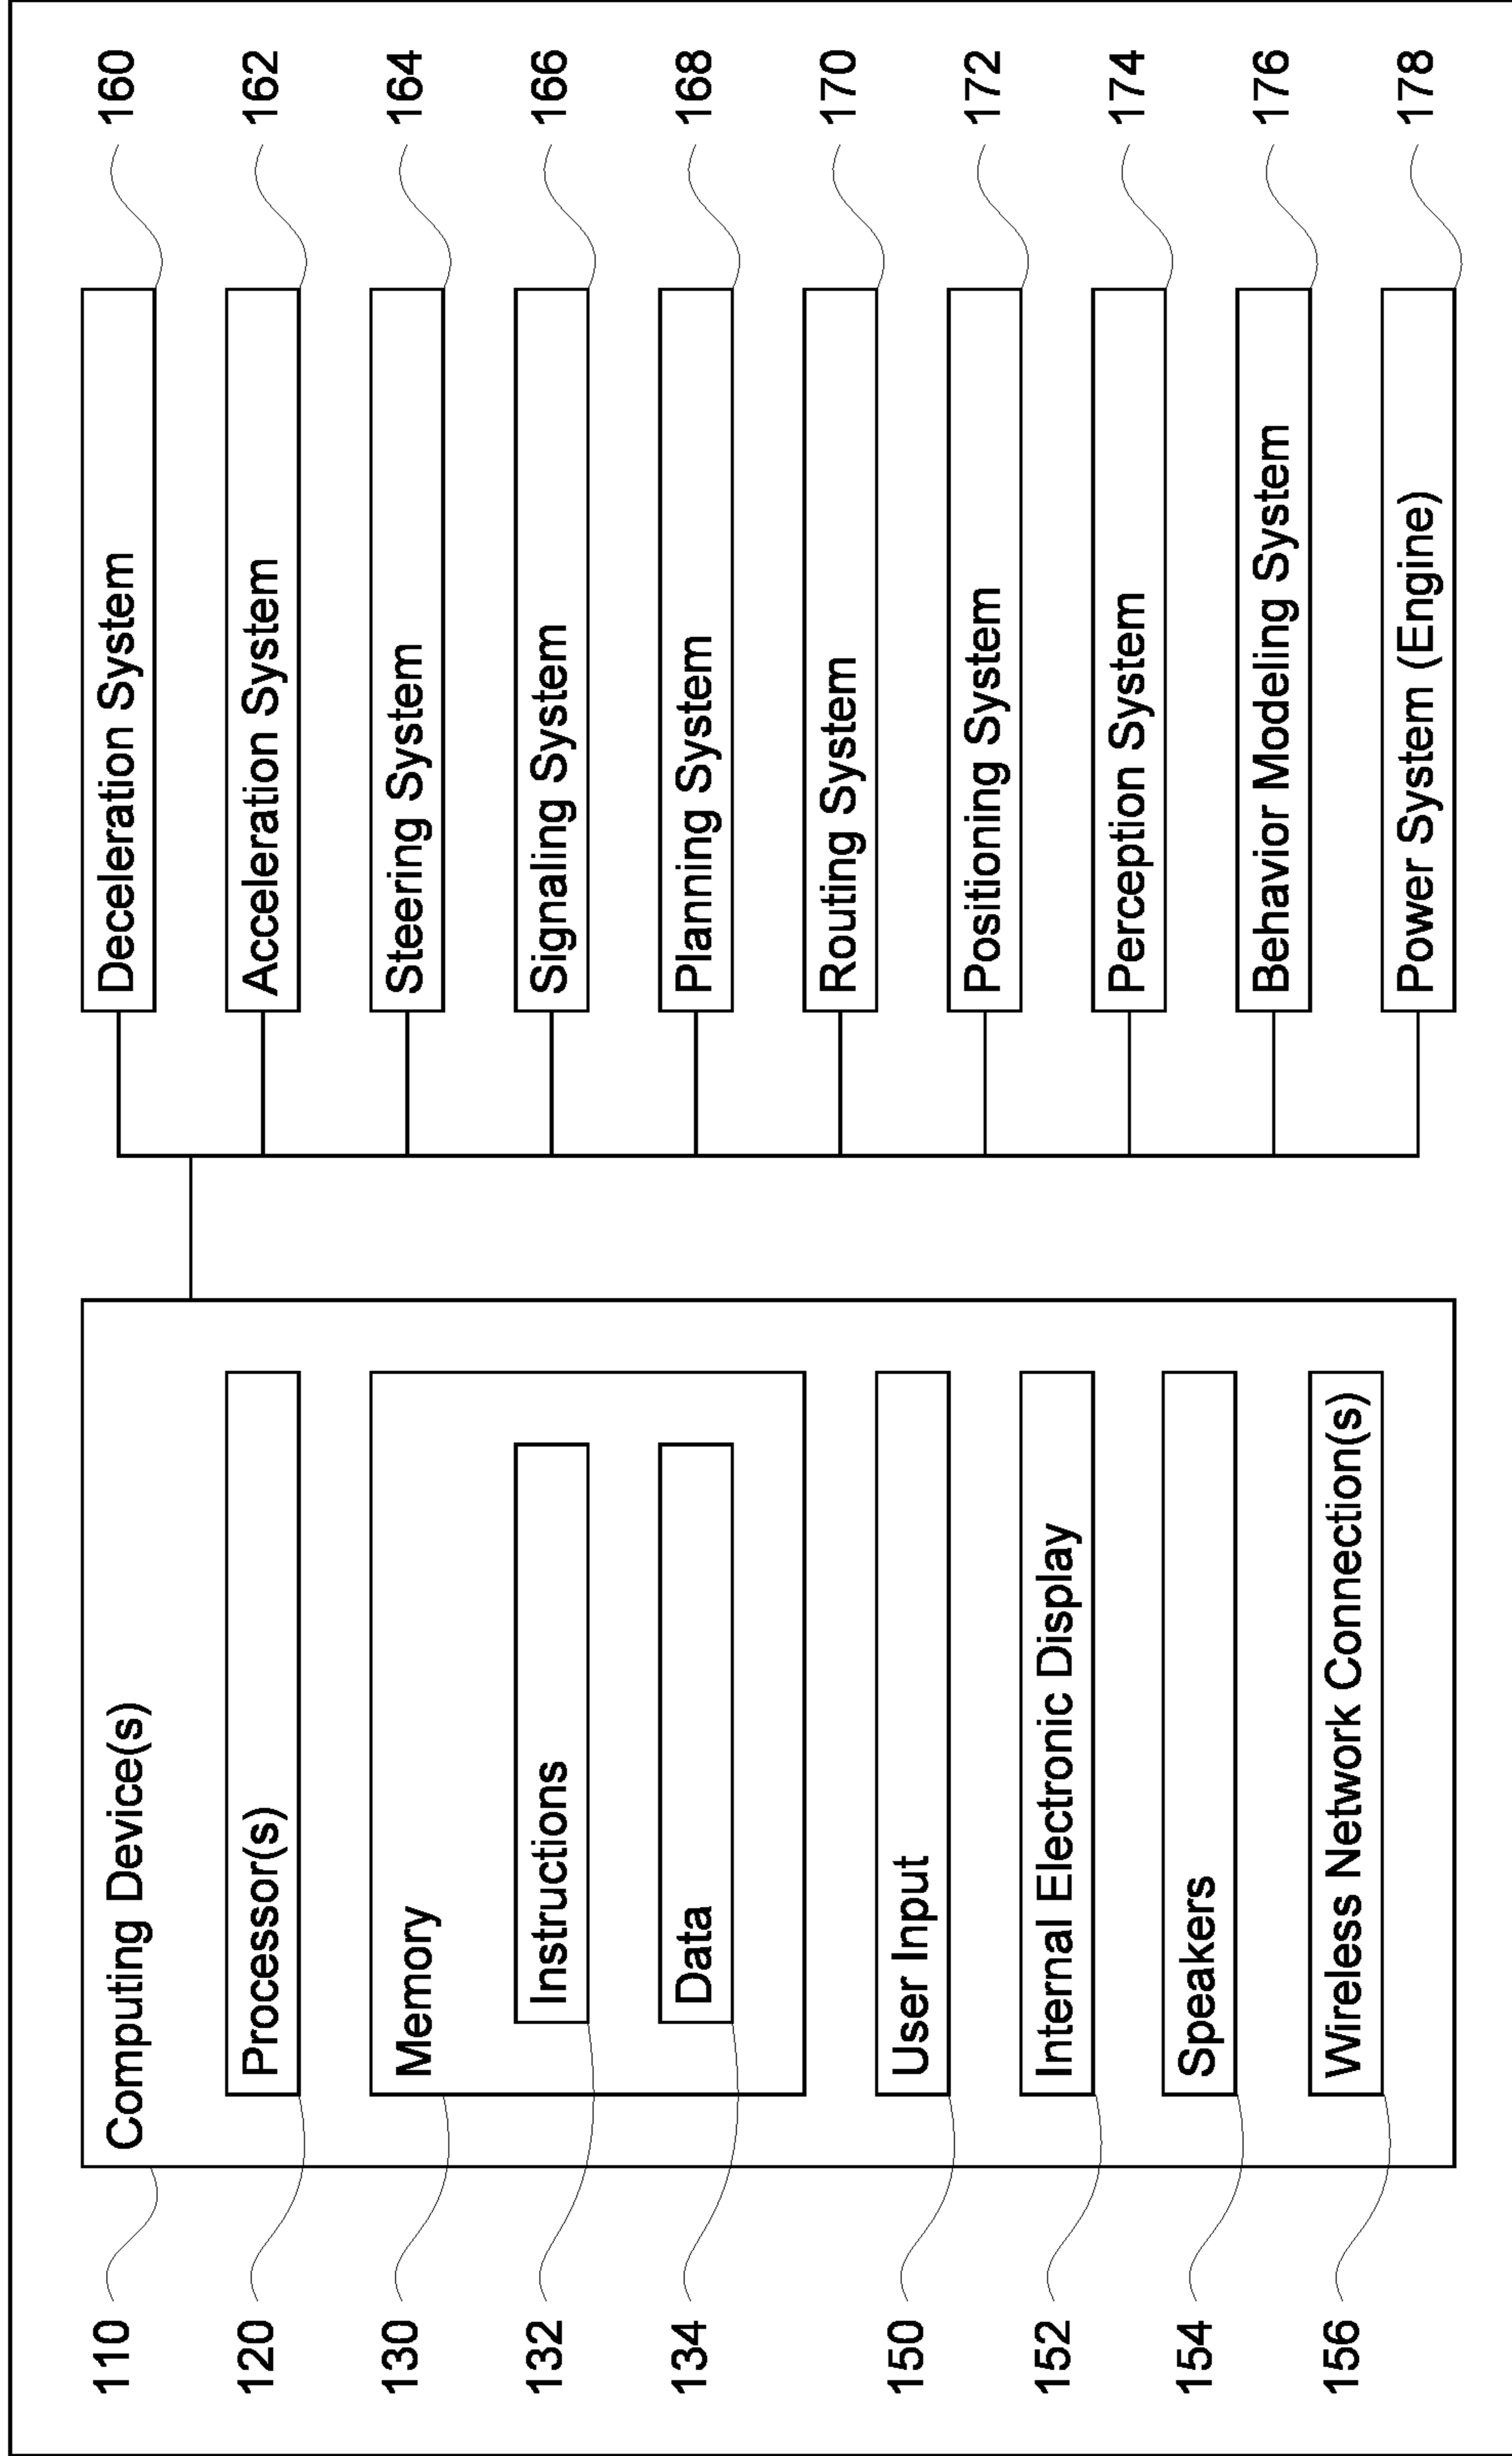 110
Computing Device(s)
120
Processor(s)
130
Memory
132
Instructions
134
Data
150
User Input
152
Internal Electronic Display
154
Speakers
156
Wireless Network Connection(s)
Deceleration System
160
Acceleration System
162
Steering System
164
Signaling System
166
Planning System
168
Routing System
170
Positioning System
172
Perception System
174
Behavior Modeling System
176
Power System (Engine)
178